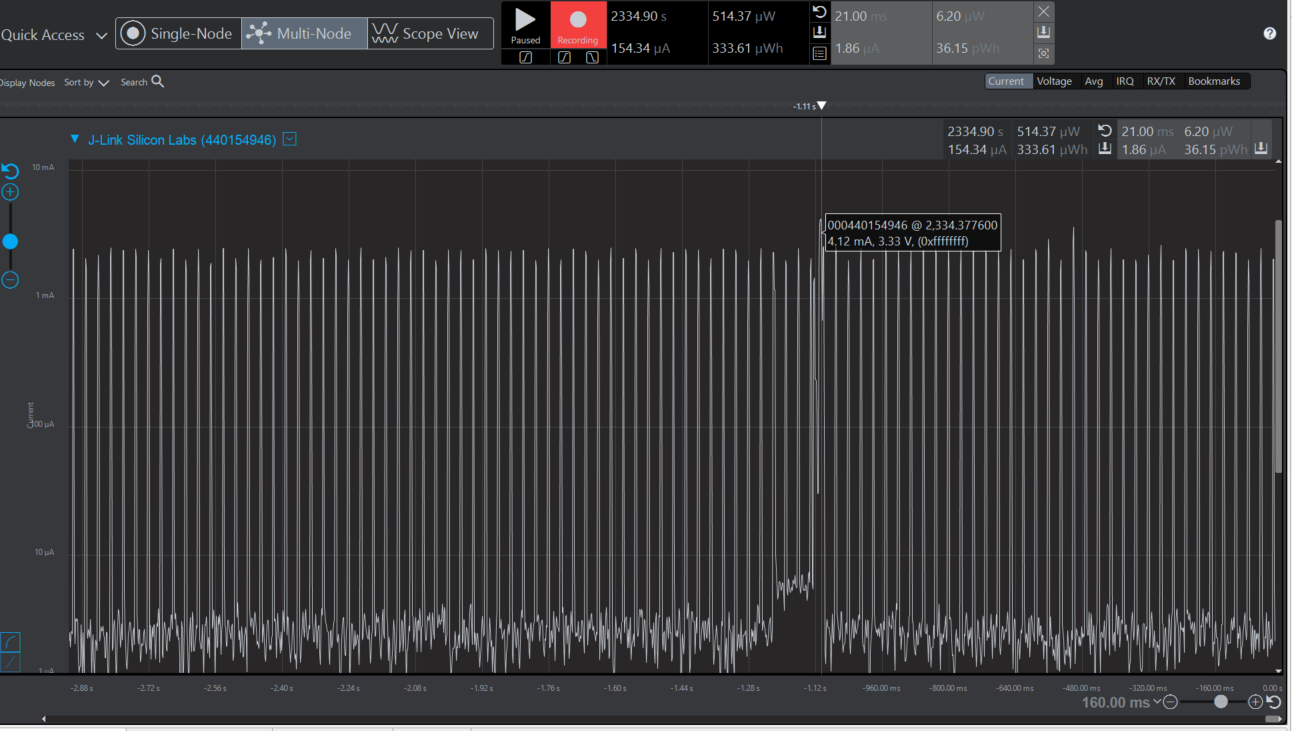 Quick Access
Single-Node
Multi-Node
Scope View
Paused
Recording
2334.90 s 514.37 µW
154.34 µA 333.61 µWh
21.00 ms 6.20 µW
1.86 µA 36.15 pWh
Display Nodes Sort by Search
Current Voltage Avg IRQ RX/TX Bookmarks
-1.11 s
J-Link Silicon Labs (440154946)
2334.90 s 514.37 µW 21.00 ms 6.20 µW
154.34 µA 333.61 µWh 1.86 µA 36.15 pWh
10 mA
000440154946 @ 2,334.377600
4.12 mA, 3.33 V, (0xffffffff)
1 mA
Current
100 µA
10 µA
1 µA
-2.88 s -2.72 s -2.56 s -2.40 s -2.24 s -2.08 s -1.92 s -1.76 s -1.60 s -1.44 s -1.28 s -1.12 s -960.00 ms -800.00 ms -640.00 ms -480.00 ms -320.00 ms -160.00 ms 0.00 s
160.00 ms